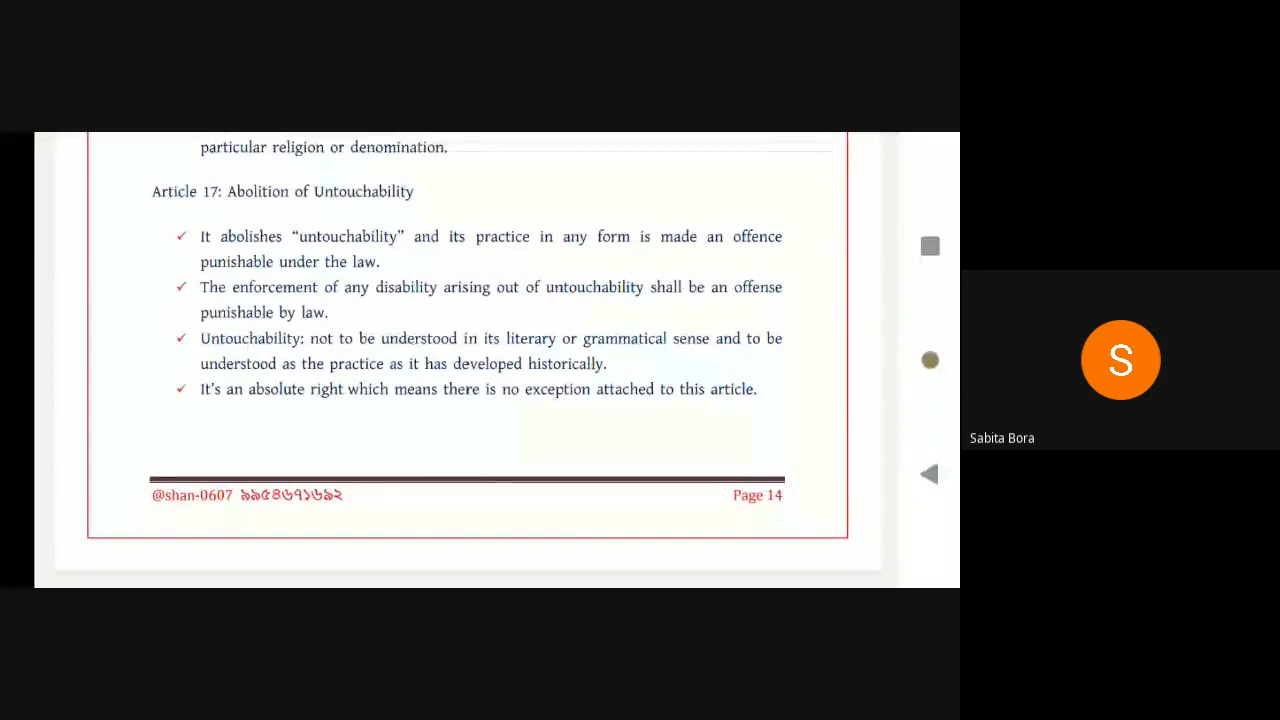 particular religion or denomination.
Article 17: Abolition of Untouchability
✓ It abolishes “untouchability” and its practice in any form is made an offence
punishable under the law.
✓ The enforcement of any disability arising out of untouchability shall be an offense
punishable by law.
✓ Untouchability: not to be understood in its literary or grammatical sense and to be
understood as the practice as it has developed historically.
✓ It’s an absolute right which means there is no exception attached to this article.
@shan-0607 ৯৯৫৪৬৭১৬৯২
Page 14
S
Sabita Bora